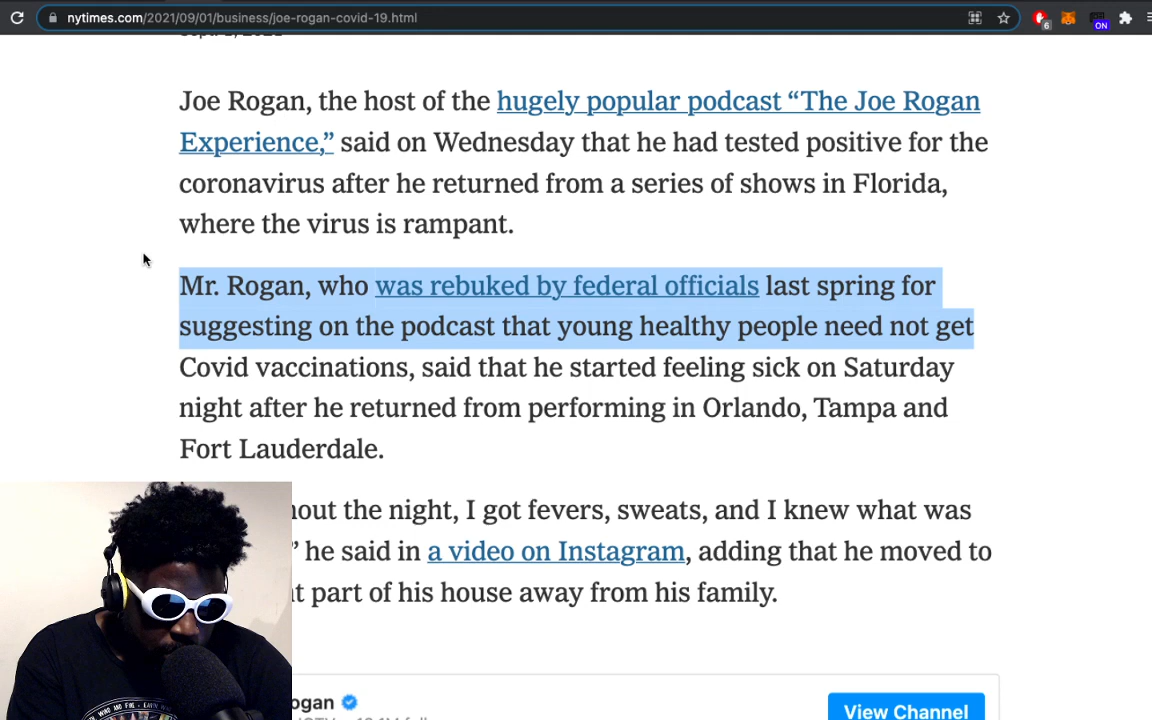 nytimes.com/2021/09/01/business/joe-rogan-covid-19.html
6
ON
Joe Rogan, the host of the hugely popular podcast “The Joe Rogan
Experience,” said on Wednesday that he had tested positive for the
coronavirus after he returned from a series of shows in Florida,
where the virus is rampant.
Mr. Rogan, who was rebuked by federal officials last spring for
suggesting on the podcast that young healthy people need not get
Covid vaccinations, said that he started feeling sick on Saturday
night after he returned from performing in Orlando, Tampa and
Fort Lauderdale.
hout the night, I got fevers, sweats, and I knew what was
” he said in a video on Instagram, adding that he moved to
t part of his house away from his family.
ogan
View Channel